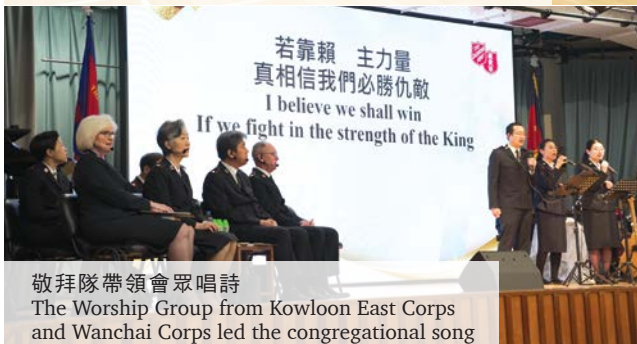 若靠賴 主力量
真相信我們必勝仇敵
I believe we shall win
If we fight in the strength of the King
敬拜隊帶領會眾唱詩
The Worship Group from Kowloon East Corps
and Wanchai Corps led the congregational song